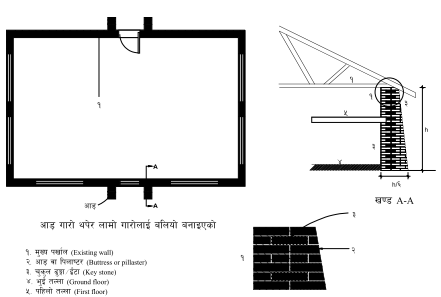 १
A
A
आड
आड गारो थपेर लामो गारोलाई बलियो बनाइएको
१. मुख्य पर्खाल (Existing wall)
२. आड वा पिलाष्टर (Buttress or pillaster)
३. चुकुल ढुङ्गा/ईंटा (Key stone)
४. भुईं तल्ला (Ground floor)
५. पहिलो तल्ला (First floor)
१
१
३
५
३
४
h
h/६
खण्ड A-A
३
१
२